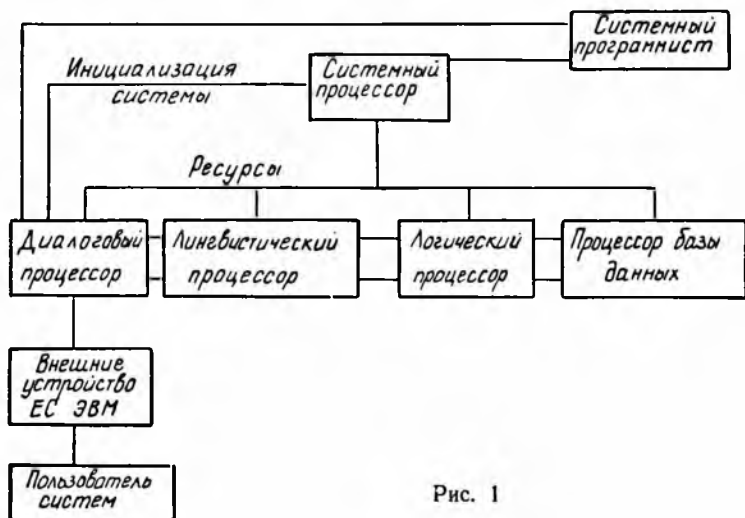 Системный
программист
Инициализация
системы
Системный
процессор
Ресурсы
Диалоговый
процессор
Лингвистический
процессор
Логический
процессор
Процессор базы
данных
Внешние
устройство
ЕС ЭВМ
Пользователь
систем
Рис. 1